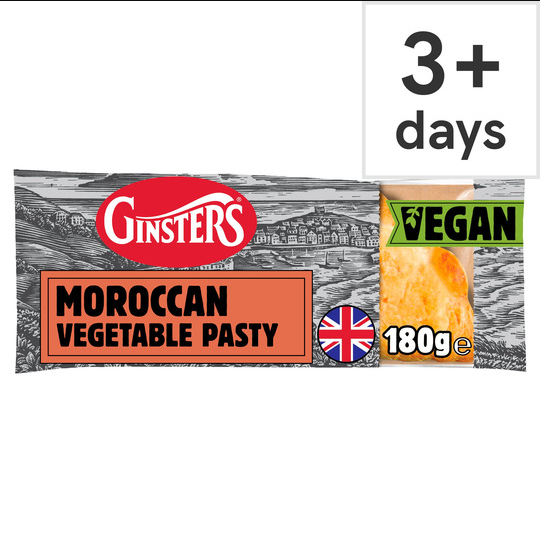 3+
days
GINSTERS®
VEGAN
MOROCCAN
VEGETABLE PASTY
180g℮